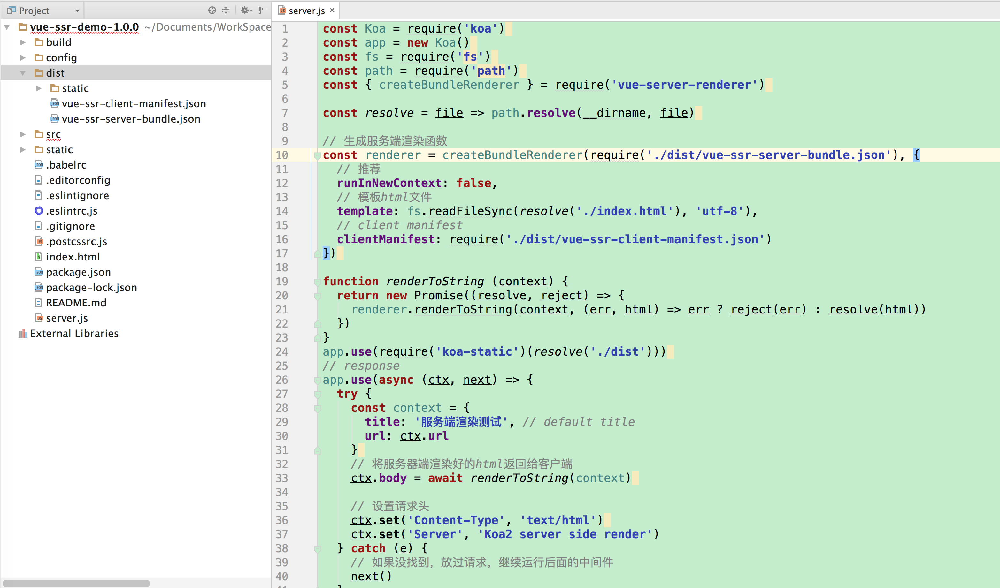 Project
server.js
vue-ssr-demo-1.0.0 ~/Documents/WorkSpace
build
config
dist
static
vue-ssr-client-manifest.json
vue-ssr-server-bundle.json
src
static
.babelrc
.editorconfig
.eslintignore
.eslintrc.js
.gitignore
.postcssrc.js
index.html
package.json
package-lock.json
README.md
server.js
External Libraries
1 const Koa = require('koa')
2 const app = new Koa()
3 const fs = require('fs')
4 const path = require('path')
5 const { createBundleRenderer } = require('vue-server-renderer')
6
7 const resolve = file => path.resolve(__dirname, file)
8
9 // 生成服务端渲染函数
10 const renderer = createBundleRenderer(require('./dist/vue-ssr-server-bundle.json'), {
11   // 推荐
12   runInNewContext: false,
13   // 模板html文件
14   template: fs.readFileSync(resolve('./index.html'), 'utf-8'),
15   // client manifest
16   clientManifest: require('./dist/vue-ssr-client-manifest.json')
17 })
18
19 function renderToString (context) {
20   return new Promise((resolve, reject) => {
21     renderer.renderToString(context, (err, html) => err ? reject(err) : resolve(html))
22   })
23 }
24 app.use(require('koa-static')(resolve('./dist')))
25 // response
26 app.use(async (ctx, next) => {
27   try {
28     const context = {
29       title: '服务端渲染测试', // default title
30       url: ctx.url
31     }
32     // 将服务器端渲染好的html返回给客户端
33     ctx.body = await renderToString(context)
34
35     // 设置请求头
36     ctx.set('Content-Type', 'text/html')
37     ctx.set('Server', 'Koa2 server side render')
38   } catch (e) {
39     // 如果没找到，放过请求，继续运行后面的中间件
40     next()